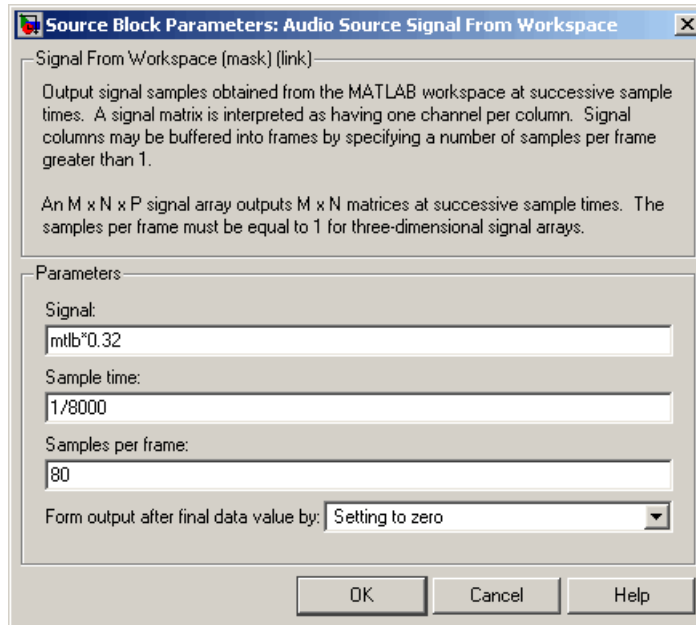 Source Block Parameters: Audio Source Signal From Workspace
Signal From Workspace (mask) (link)
Output signal samples obtained from the MATLAB workspace at successive sample
times. A signal matrix is interpreted as having one channel per column. Signal
columns may be buffered into frames by specifying a number of samples per frame
greater than 1.
An M x N x P signal array outputs M x N matrices at successive sample times. The
samples per frame must be equal to 1 for three-dimensional signal arrays.
Parameters
Signal:
mtlb*0.32
Sample time:
1/8000
Samples per frame:
80
Form output after final data value by: Setting to zero
OK Cancel Help